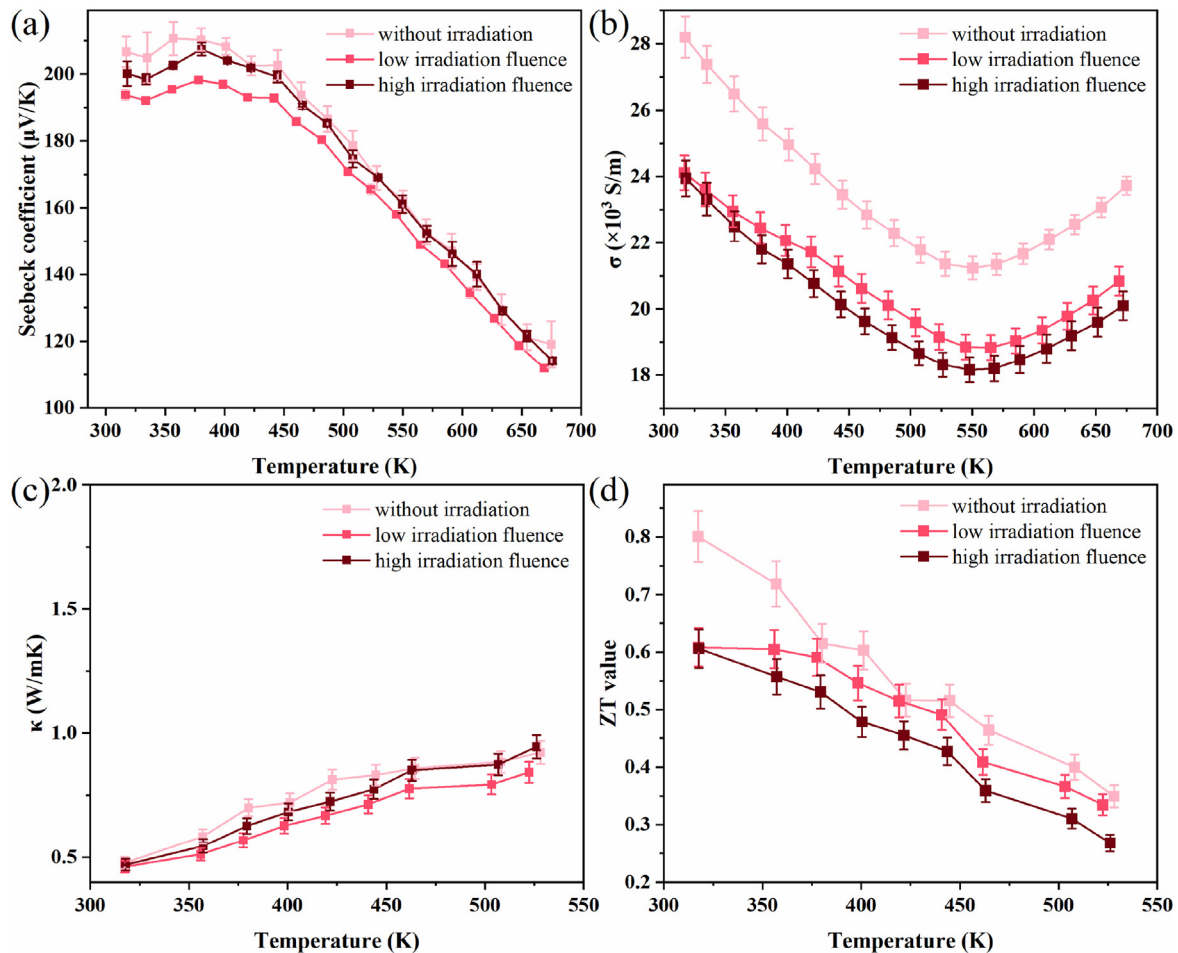 (a)
without irradiation
low irradiation fluence
high irradiation fluence
Seebeck coefficient (μV/K)
200
180
160
140
120
100
300 350 400 450 500 550 600 650 700
Temperature (K)
(b)
without irradiation
low irradiation fluence
high irradiation fluence
σ (×10³ S/m)
28
26
24
22
20
18
300 350 400 450 500 550 600 650 700
Temperature (K)
(c)
without irradiation
low irradiation fluence
high irradiation fluence
κ (W/mK)
2.0
1.5
1.0
0.5
300 350 400 450 500 550
Temperature (K)
(d)
without irradiation
low irradiation fluence
high irradiation fluence
ZT value
0.8
0.7
0.6
0.5
0.4
0.3
0.2
300 350 400 450 500 550
Temperature (K)